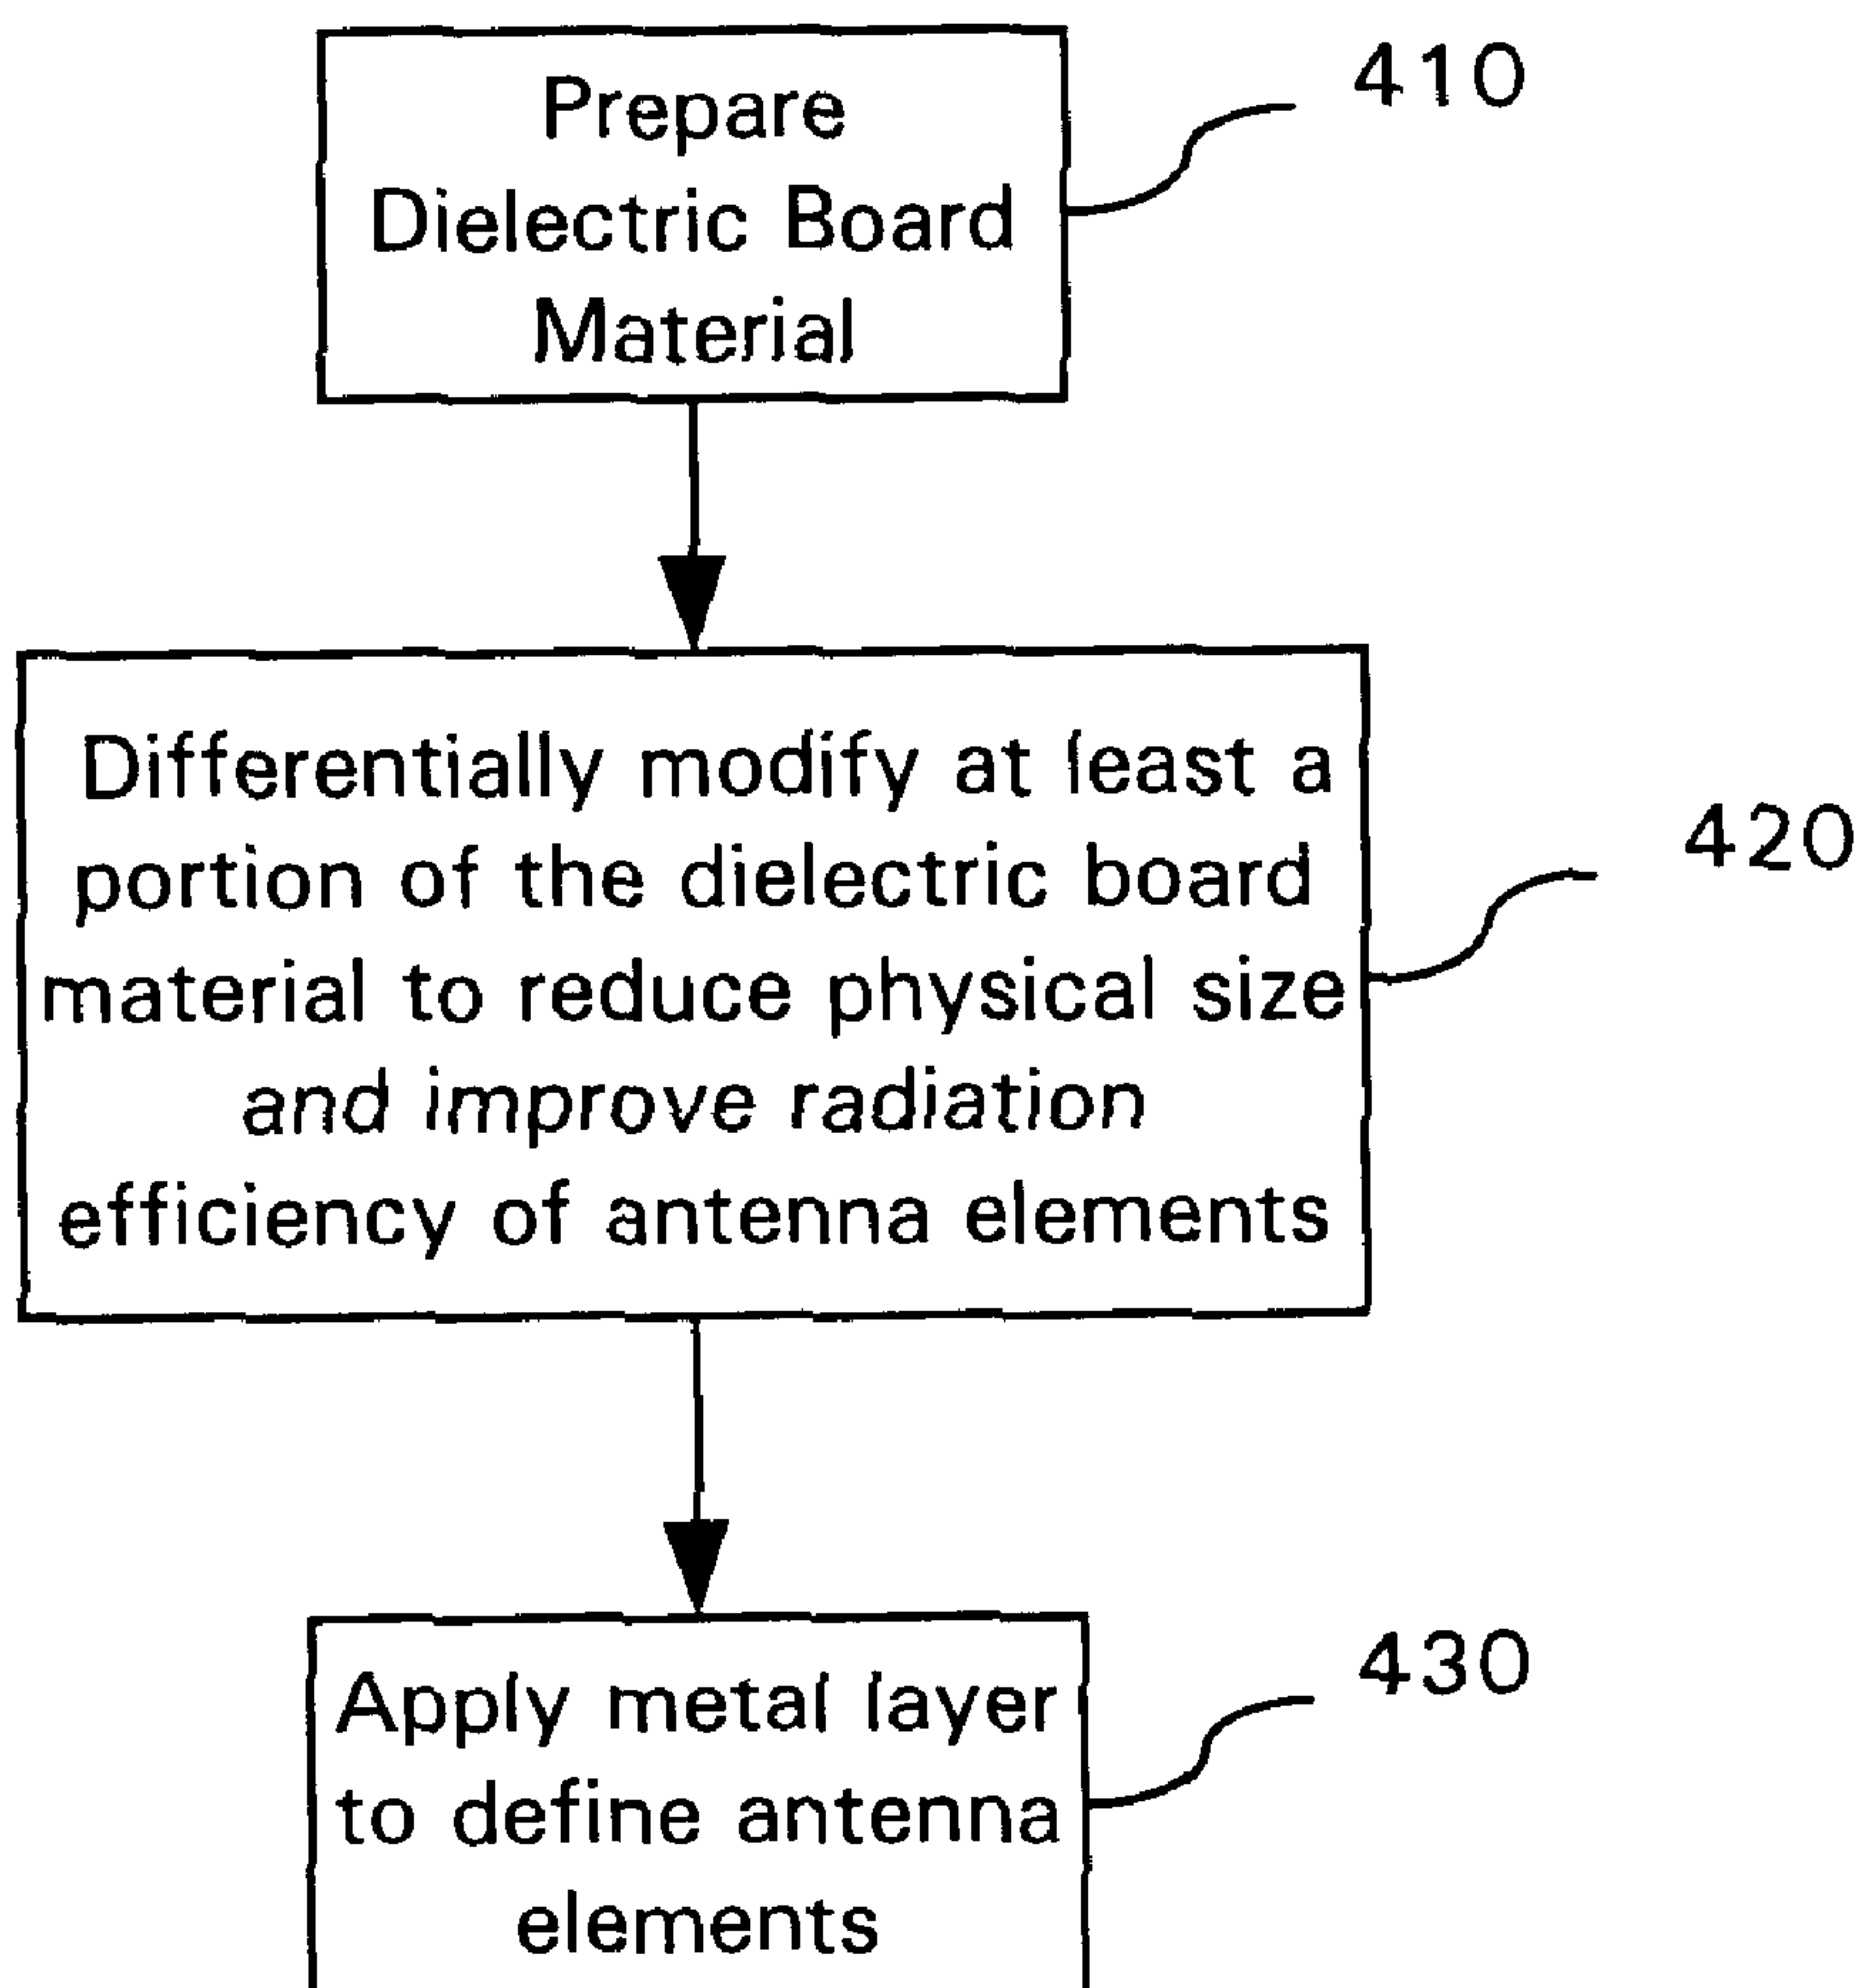 Prepare
Dielectric Board
Material
410
Differentially modify at least a
portion of the dielectric board
material to reduce physical size
and improve radiation
efficiency of antenna elements
420
Apply metal layer
to define antenna
elements
430